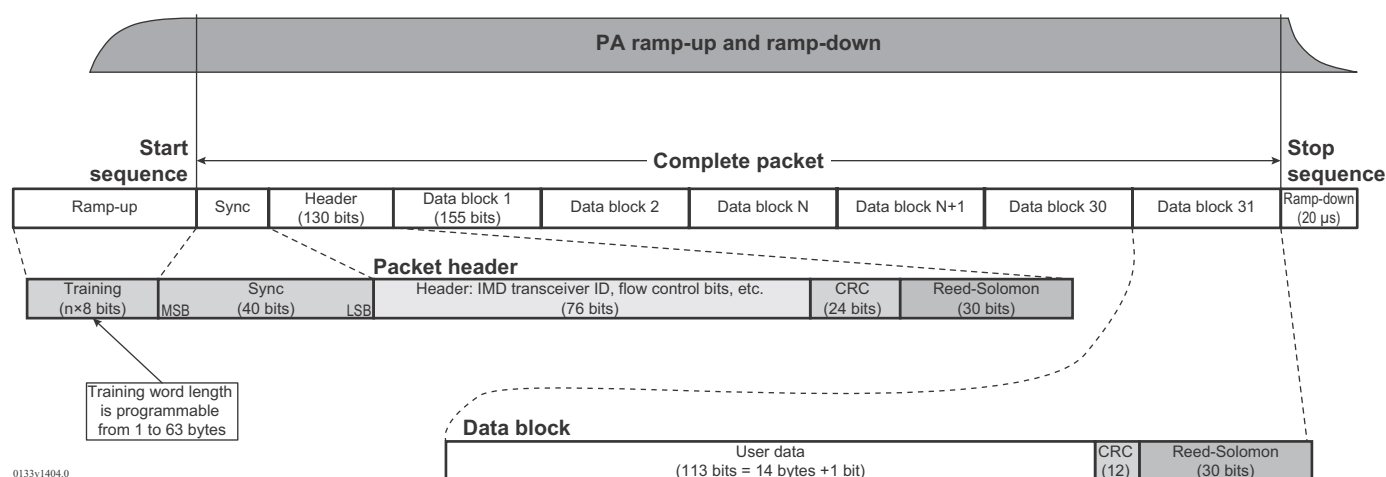 PA ramp-up and ramp-down
Start
sequence
Complete packet
Stop
sequence
Ramp-up
Sync
Header
(130 bits)
Data block 1
(155 bits)
Data block 2
Data block N
Data block N+1
Data block 30
Data block 31
Ramp-down
(20 µs)
Packet header
Training
(n×8 bits)
MSB
Sync
(40 bits)
LSB
Header: IMD transceiver ID, flow control bits, etc.
(76 bits)
CRC
(24 bits)
Reed-Solomon
(30 bits)
Training word length
is programmable
from 1 to 63 bytes
Data block
User data
(113 bits = 14 bytes +1 bit)
CRC
(12)
Reed-Solomon
(30 bits)
0133v1404.0